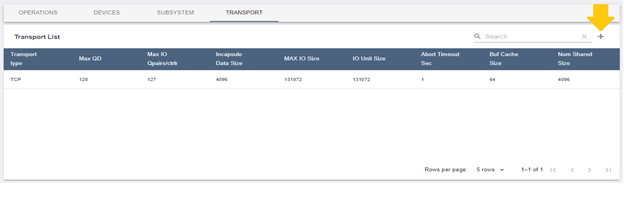 OPERATIONS DEVICES SUBSYSTEM TRANSPORT
Transport List Search
Transport type Max QD Max IO Qpairs/ctrlr Incapsule Data Size MAX IO Size IO Unit Size Abort Timeout Sec Buf Cache Size Num Shared Size
TCP 128 127 4096 131072 131072 1 64 4096
Rows per page: 5 rows 1–1 of 1